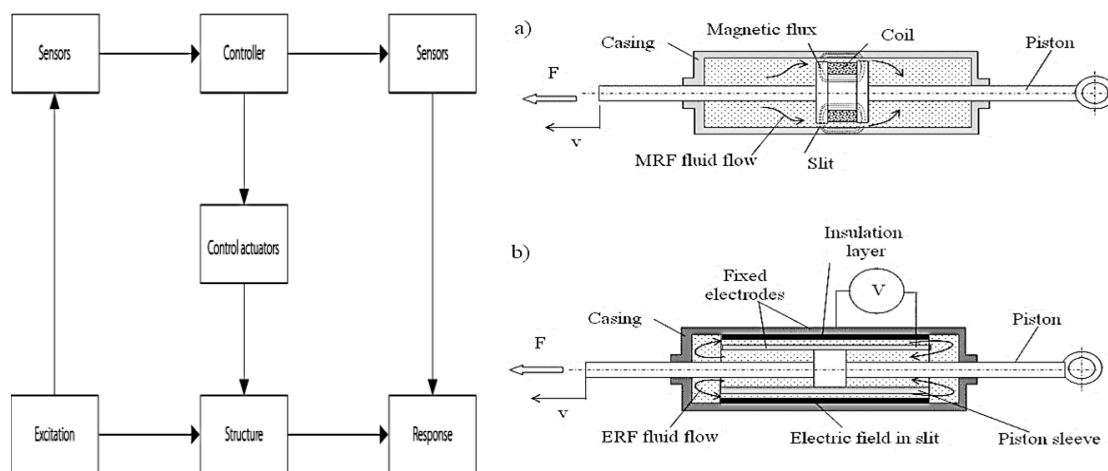 Sensors
Controller
Sensors
Control actuators
Excitation
Structure
Response
a)
Magnetic flux
Coil
Casing
Piston
F
v
MRF fluid flow
Slit
b)
Insulation
layer
Fixed
electrodes
V
Casing
Piston
F
v
ERF fluid flow
Electric field in slit
Piston sleeve